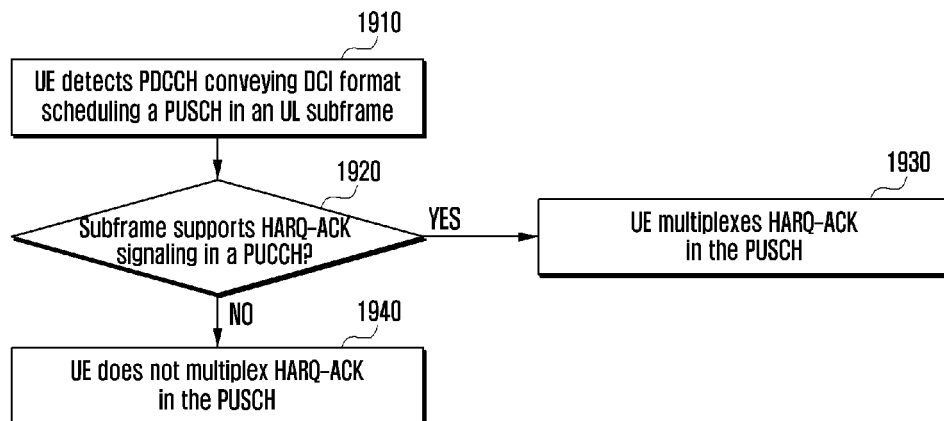 1910
UE detects PDCCH conveying DCI format
scheduling a PUSCH in an UL subframe
1920
Subframe supports HARQ-ACK
signaling in a PUCCH?
YES
1930
UE multiplexes HARQ-ACK
in the PUSCH
NO
1940
UE does not multiplex HARQ-ACK
in the PUSCH